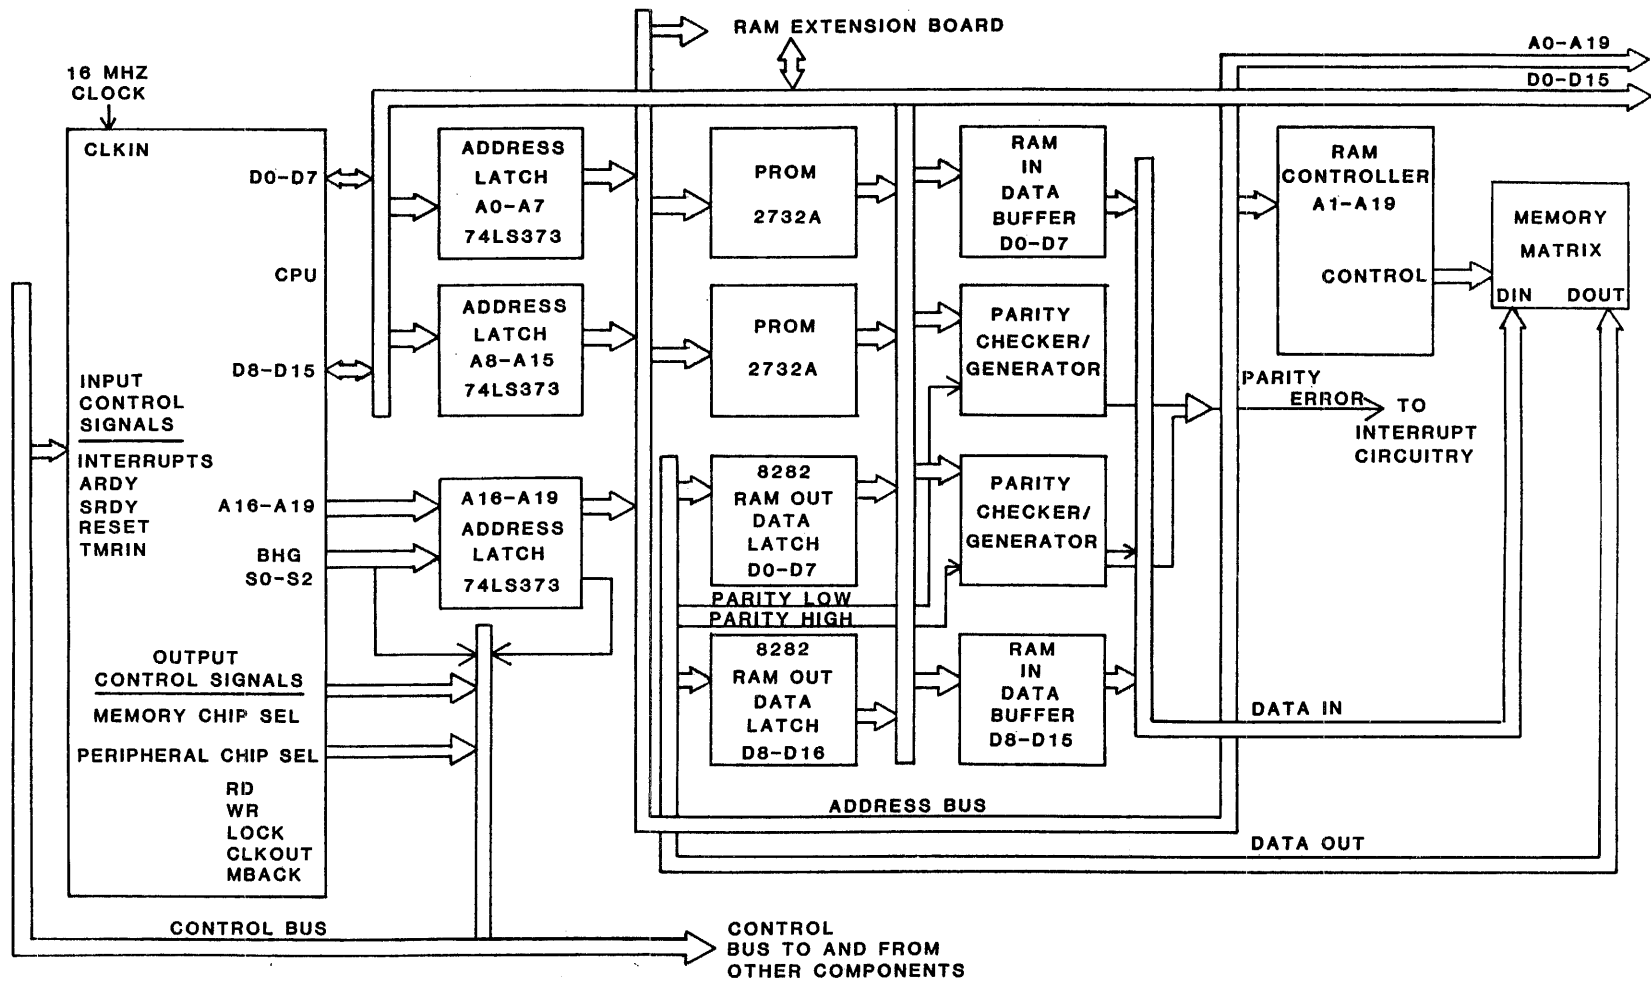 RAM EXTENSION BOARD
A0-A19
D0-D15
16 MHZ
CLOCK
CLKIN
D0-D7
CPU
D8-D15
INPUT
CONTROL
SIGNALS
INTERRUPTS
ARDY
SRDY
RESET
TMRIN
A16-A19
BHG
S0-S2
OUTPUT
CONTROL SIGNALS
MEMORY CHIP SEL
PERIPHERAL CHIP SEL
RD
WR
LOCK
CLKOUT
MBACK
ADDRESS
LATCH
A0-A7
74LS373
ADDRESS
LATCH
A8-A15
74LS373
A16-A19
ADDRESS
LATCH
74LS373
PROM
2732A
PROM
2732A
8282
RAM OUT
DATA
LATCH
D0-D7
PARITY LOW
PARITY HIGH
8282
RAM OUT
DATA
LATCH
D8-D16
RAM
IN
DATA
BUFFER
D0-D7
PARITY
CHECKER/
GENERATOR
PARITY
CHECKER/
GENERATOR
RAM
IN
DATA
BUFFER
D8-D15
RAM
CONTROLLER
A1-A19
CONTROL
MEMORY
MATRIX
DIN DOUT
PARITY
ERROR
TO
INTERRUPT
CIRCUITRY
DATA IN
ADDRESS BUS
DATA OUT
CONTROL BUS
CONTROL
BUS TO AND FROM
OTHER COMPONENTS